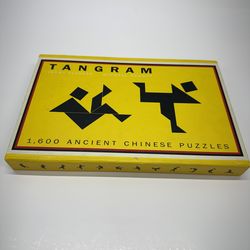 TANGRAM
1,600 ANCIENT CHINESE PUZZLES